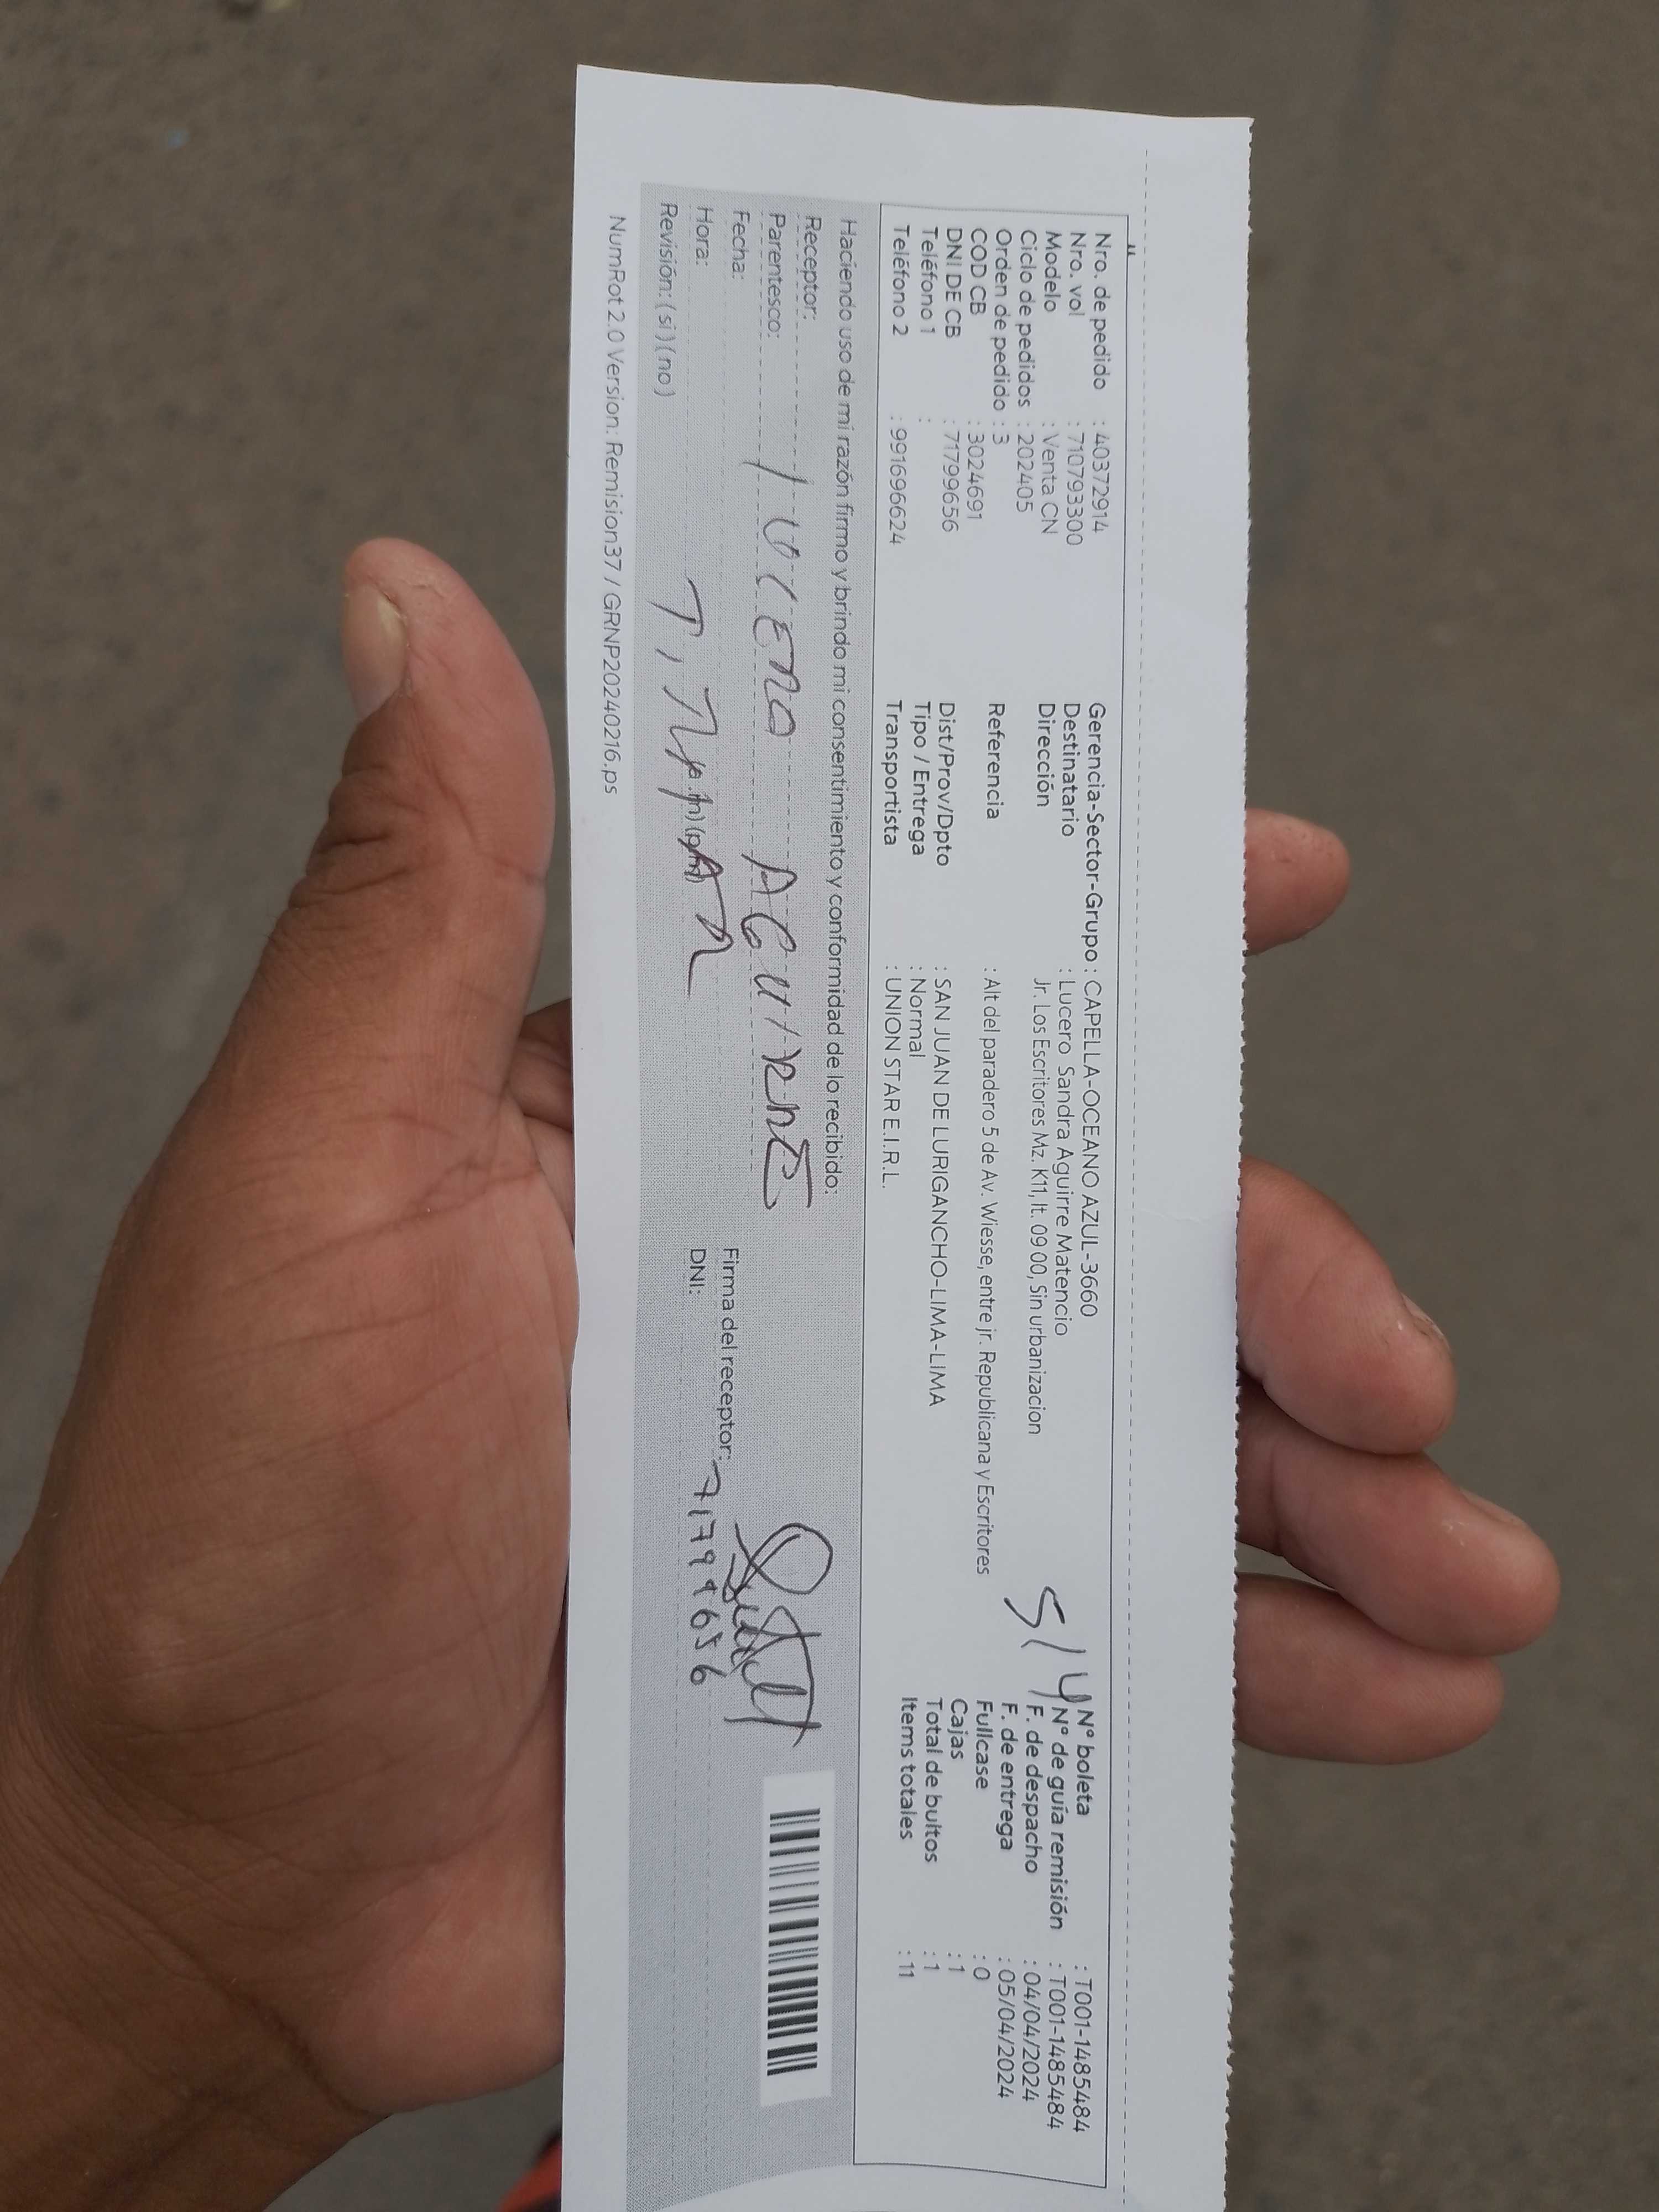 Nro. de pedido : 40372914
Nro. vol : 710793300
Modelo : Venta CN
Ciclo de pedidos : 202405
Orden de pedido : 3
COD CB : 3024691
DNI DE CB : 71799656
Teléfono 1 :
Teléfono 2 : 991696624
Gerencia-Sector-Grupo : CAPELLA-OCEANO AZUL-3660
Destinatario : Lucero Sandra Aguirre Matencio
Dirección Jr. Los Escritores Mz. K11, lt. 09 00, Sin urbanizacion
Referencia : Alt del paradero 5 de Av. Wiesse, entre jr. Republicana y Escritores
Dist/Prov/Dpto : SAN JUAN DE LURIGANCHO-LIMA-LIMA
Tipo / Entrega : Normal
Transportista : UNION STAR E.I.R.L.
5/4
N° boleta : T001-1485484
N° de guía remisión : T001-1485484
F. de despacho : 04/04/2024
F. de entrega : 05/04/2024
Fullcase : 0
Cajas : 1
Total de bultos : 1
Items totales : 11
Haciendo uso de mi razón firmo y brindo mi consentimiento y conformidad de lo recibido:
Receptor:
Parentesco:
Fecha:
Hora:
Revisión: (si) (no)
Firma del receptor:
DNI: 71799656
NumRot 2.0 Version: Remision37 / GRNP20240216.ps